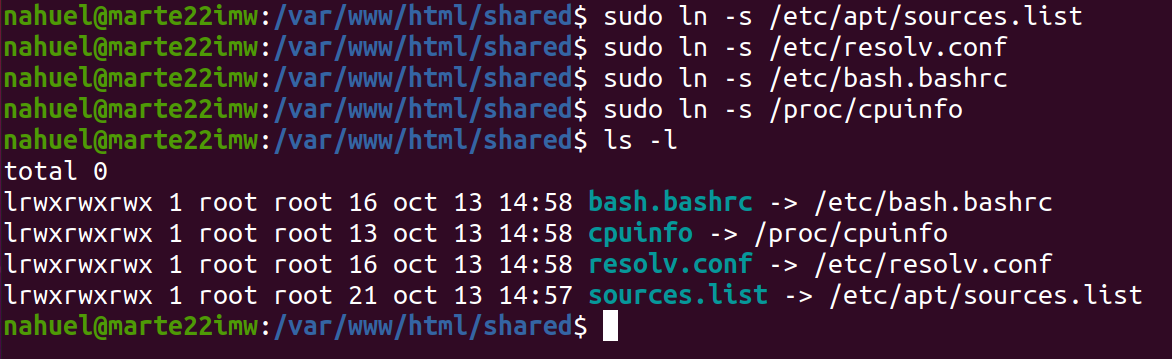 nahuel@marte22imw:/var/www/html/shared$ sudo ln -s /etc/apt/sources.list
nahuel@marte22imw:/var/www/html/shared$ sudo ln -s /etc/resolv.conf
nahuel@marte22imw:/var/www/html/shared$ sudo ln -s /etc/bash.bashrc
nahuel@marte22imw:/var/www/html/shared$ sudo ln -s /proc/cpuinfo
nahuel@marte22imw:/var/www/html/shared$ ls -l
total 0
lrwxrwxrwx 1 root root 16 oct 13 14:58 bash.bashrc -> /etc/bash.bashrc
lrwxrwxrwx 1 root root 13 oct 13 14:58 cpuinfo -> /proc/cpuinfo
lrwxrwxrwx 1 root root 16 oct 13 14:58 resolv.conf -> /etc/resolv.conf
lrwxrwxrwx 1 root root 21 oct 13 14:57 sources.list -> /etc/apt/sources.list
nahuel@marte22imw:/var/www/html/shared$